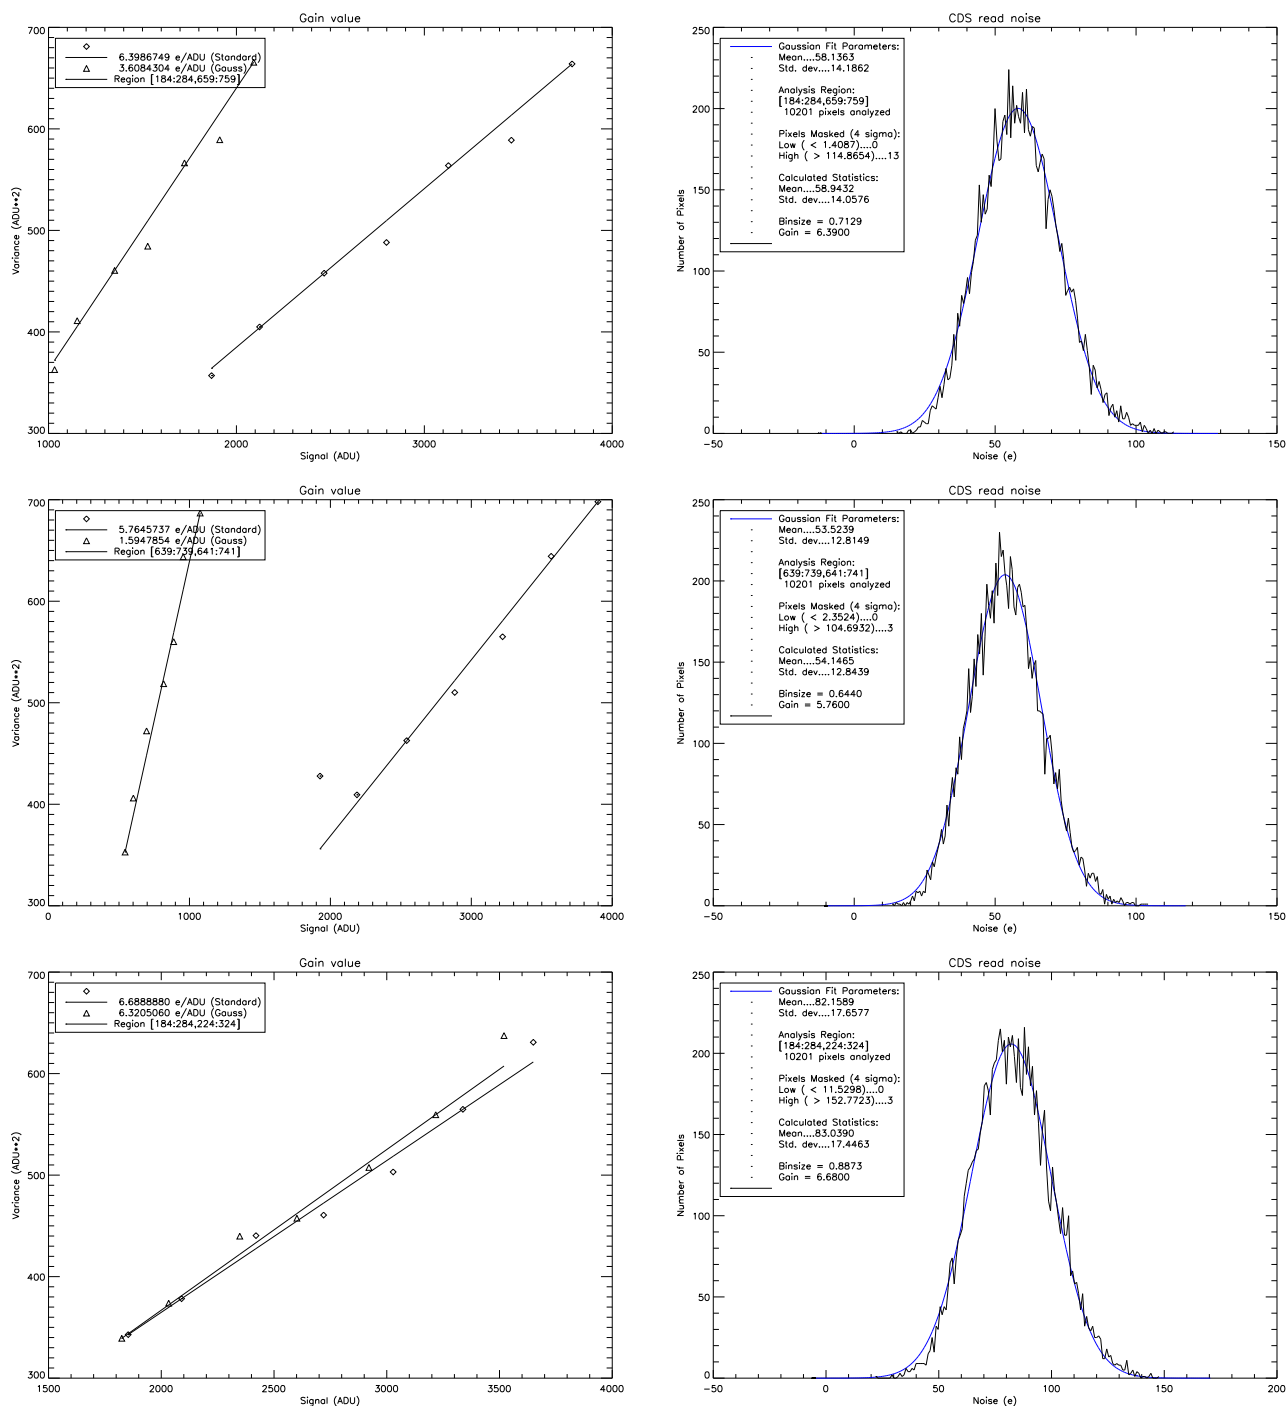 Gain value
700
600
500
400
300
Variance (ADU**2)
6.3986749 e/ADU (Standard)
3.6084304 e/ADU (Gauss)
Region [184:284,659:759]
1000
2000
3000
4000
Signal (ADU)
CDS read noise
250
200
150
100
50
0
Number of Pixels
Gaussian Fit Parameters:
Mean....58.1363
Std. dev....14.1862
Analysis Region:
[184:284,659:759]
10201 pixels analyzed
Pixels Masked (4 sigma):
Low ( < 1.4087)....0
High ( > 114.8654)....13
Calculated Statistics:
Mean....58.9432
Std. dev....14.0576
Binsize = 0.7129
Gain = 6.3900
−50
0
50
100
150
Noise (e)
Gain value
700
600
500
400
300
Variance (ADU**2)
5.7645737 e/ADU (Standard)
1.5947854 e/ADU (Gauss)
Region [639:739,641:741]
0
1000
2000
3000
4000
Signal (ADU)
CDS read noise
250
200
150
100
50
0
Number of Pixels
Gaussian Fit Parameters:
Mean....53.5239
Std. dev....12.8149
Analysis Region:
[639:739,641:741]
10201 pixels analyzed
Pixels Masked (4 sigma):
Low ( < 2.3524)....0
High ( > 104.6932)....3
Calculated Statistics:
Mean....54.1465
Std. dev....12.8439
Binsize = 0.6440
Gain = 5.7600
−50
0
50
100
150
Noise (e)
Gain value
700
600
500
400
300
Variance (ADU**2)
6.6888880 e/ADU (Standard)
6.3205060 e/ADU (Gauss)
Region [184:284,224:324]
1500
2000
2500
3000
3500
4000
Signal (ADU)
CDS read noise
250
200
150
100
50
0
Number of Pixels
Gaussian Fit Parameters:
Mean....82.1589
Std. dev....17.6577
Analysis Region:
[184:284,224:324]
10201 pixels analyzed
Pixels Masked (4 sigma):
Low ( < 11.5298)....0
High ( > 152.7723)....3
Calculated Statistics:
Mean....83.0390
Std. dev....17.4463
Binsize = 0.8873
Gain = 6.6800
−50
0
50
100
150
200
Noise (e)